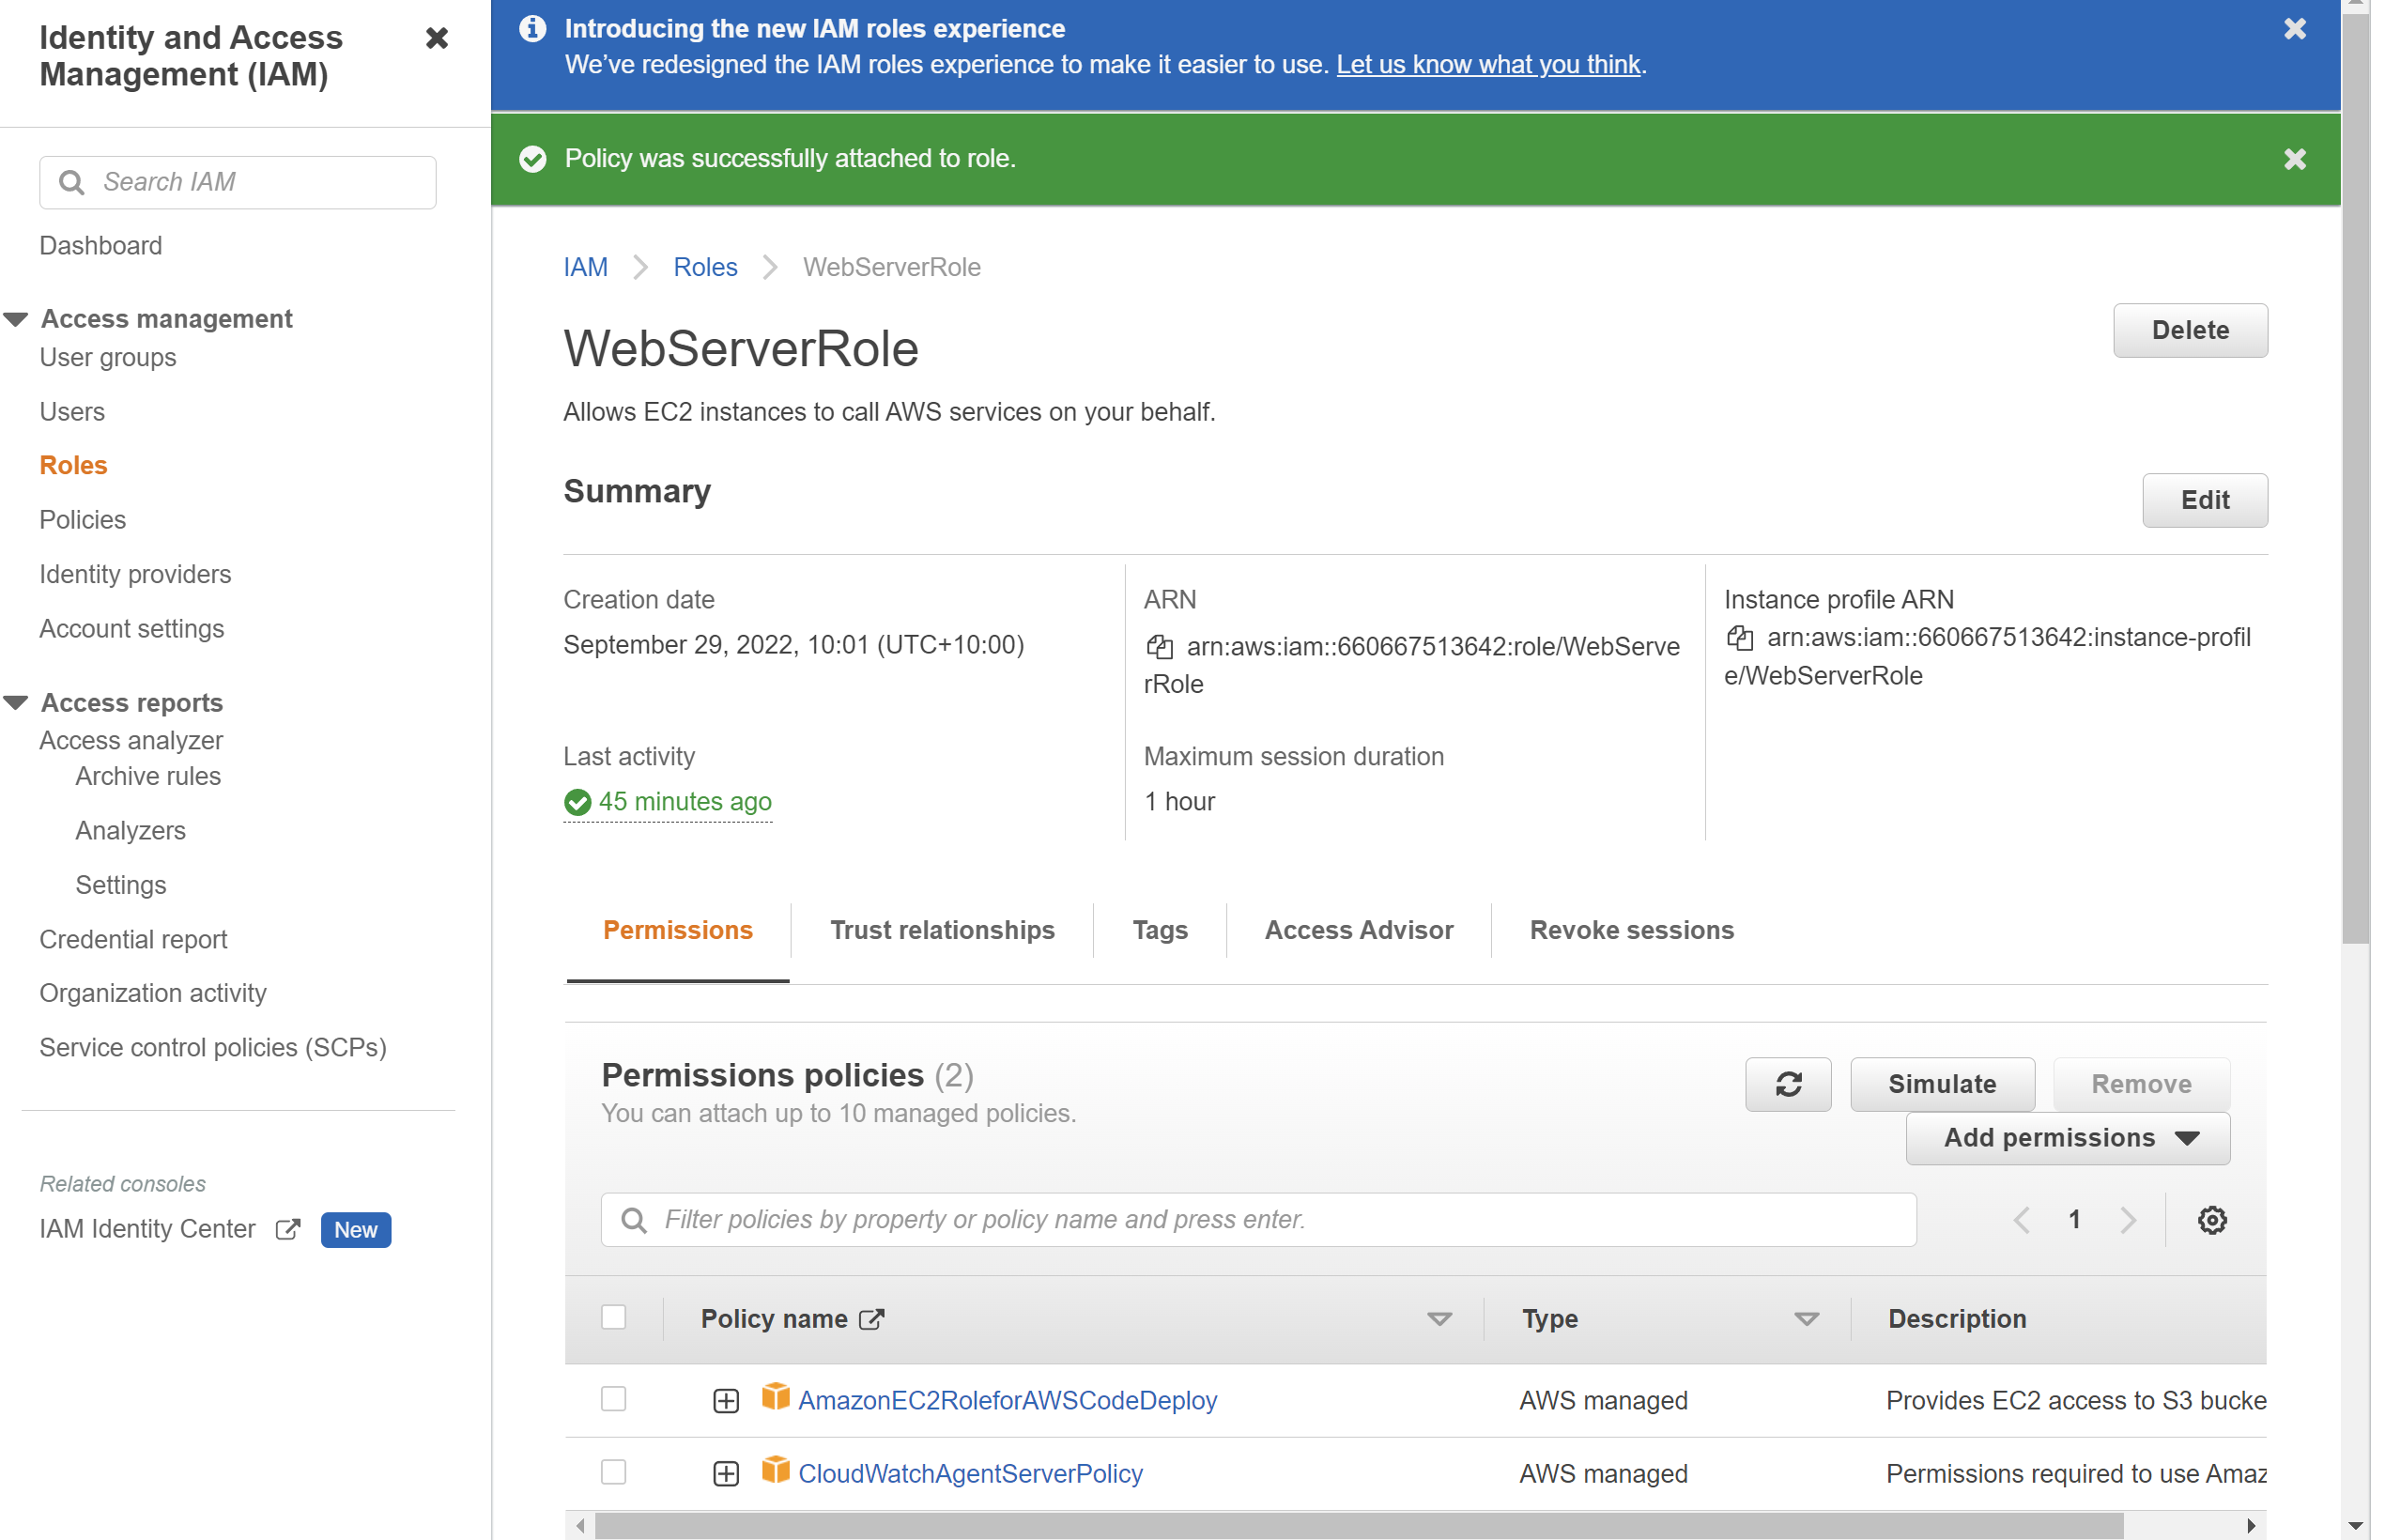 Identity and Access
Management (IAM)
Search IAM
Dashboard
Access management
User groups
Users
Roles
Policies
Identity providers
Account settings
Access reports
Access analyzer
Archive rules
Analyzers
Settings
Credential report
Organization activity
Service control policies (SCPs)
Related consoles
IAM Identity Center New
Introducing the new IAM roles experience
We’ve redesigned the IAM roles experience to make it easier to use. Let us know what you think.
Policy was successfully attached to role.
IAM Roles WebServerRole
WebServerRole
Delete
Allows EC2 instances to call AWS services on your behalf.
Summary
Edit
Creation date
September 29, 2022, 10:01 (UTC+10:00)
ARN
arn:aws:iam::660667513642:role/WebServe
rRole
Instance profile ARN
arn:aws:iam::660667513642:instance-profil
e/WebServerRole
Last activity
45 minutes ago
Maximum session duration
1 hour
Permissions Trust relationships Tags Access Advisor Revoke sessions
Permissions policies (2)
You can attach up to 10 managed policies.
Simulate Remove
Add permissions
Filter policies by property or policy name and press enter.
1
Policy name Type Description
AmazonEC2RoleforAWSCodeDeploy AWS managed Provides EC2 access to S3 bucke
CloudWatchAgentServerPolicy AWS managed Permissions required to use Amaz